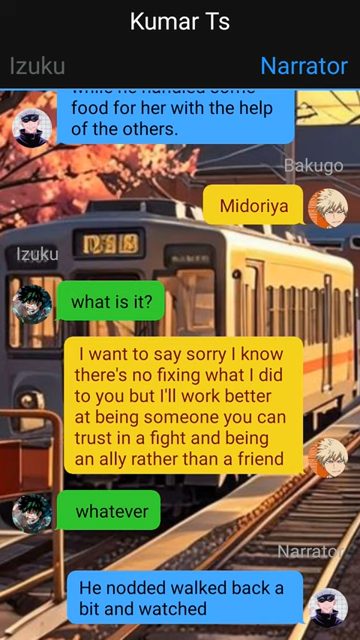 Kumar Ts
Izuku
Narrator
while he handled some
food for her with the help
of the others.
Bakugo
Midoriya
Izuku
what is it?
I want to say sorry I know
there's no fixing what I did
to you but I'll work better
at being someone you can
trust in a fight and being
an ally rather than a friend
whatever
Narrator
He nodded walked back a
bit and watched